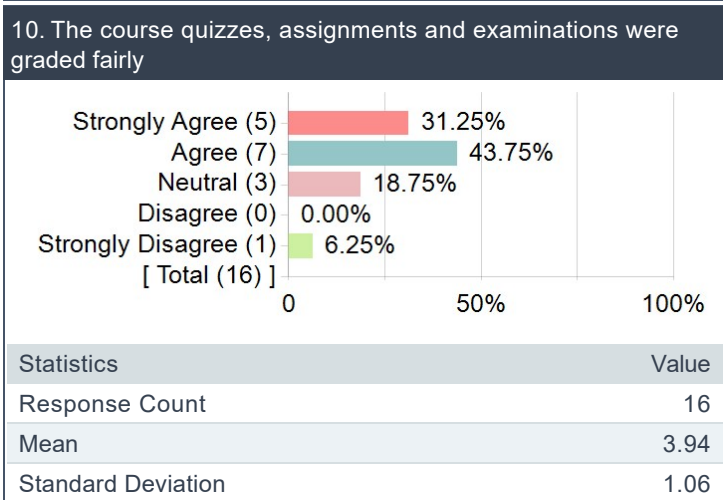 10. The course quizzes, assignments and examinations were
graded fairly
Strongly Agree (5) 31.25%
Agree (7) 43.75%
Neutral (3) 18.75%
Disagree (0) 0.00%
Strongly Disagree (1) 6.25%
[ Total (16) ]
0 50% 100%
Statistics Value
Response Count 16
Mean 3.94
Standard Deviation 1.06